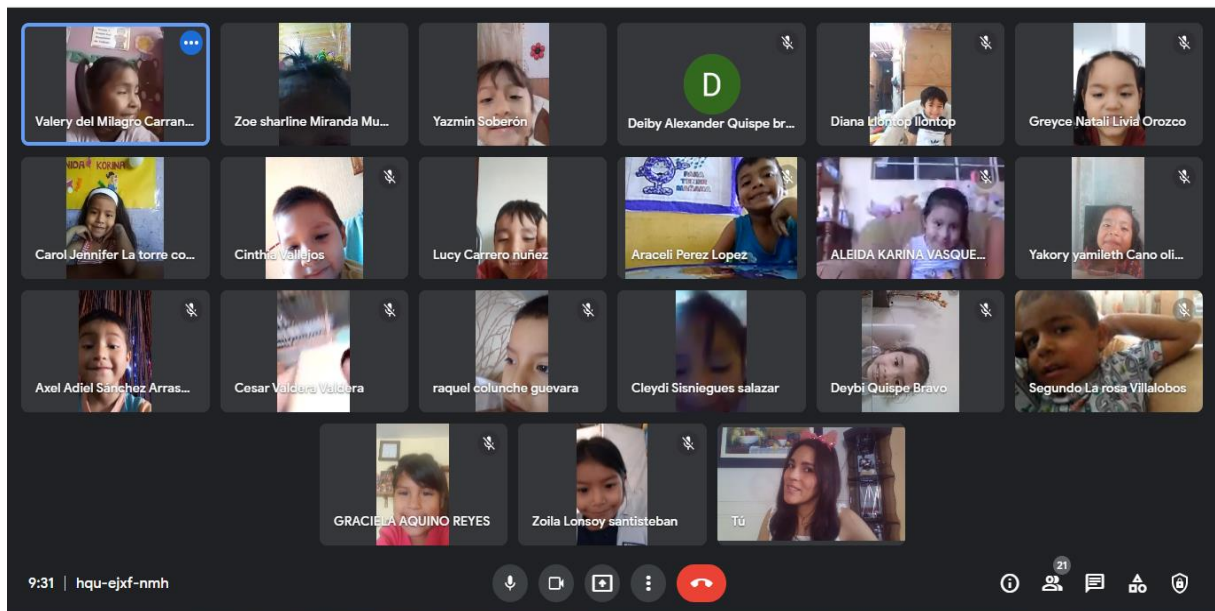 Valery del Milagro Carran...
Zoe sharline Miranda Mu...
Yazmin Soberón
D
Deiby Alexander Quispe br...
Diana Llontop llontop
Greyce Natali Livia Orozco
KORINA
Carol Jennifer La torre co...
Cinthia Vallejos
Lucy Carrero nuñez
PARA
MAÑANA
Araceli Perez Lopez
ALEIDA KARINA VASQUE...
Yakory yamileth Cano oli...
Axel Adiel Sánchez Arras...
Cesar Valdera Valdera
raquel colunche guevara
Cleydi Sisniegues salazar
Deybi Quispe Bravo
Segundo La rosa Villalobos
GRACIELA AQUINO REYES
Zoila Lonsoy santisteban
Tú
9:31 | hqu-ejxf-nmh
21